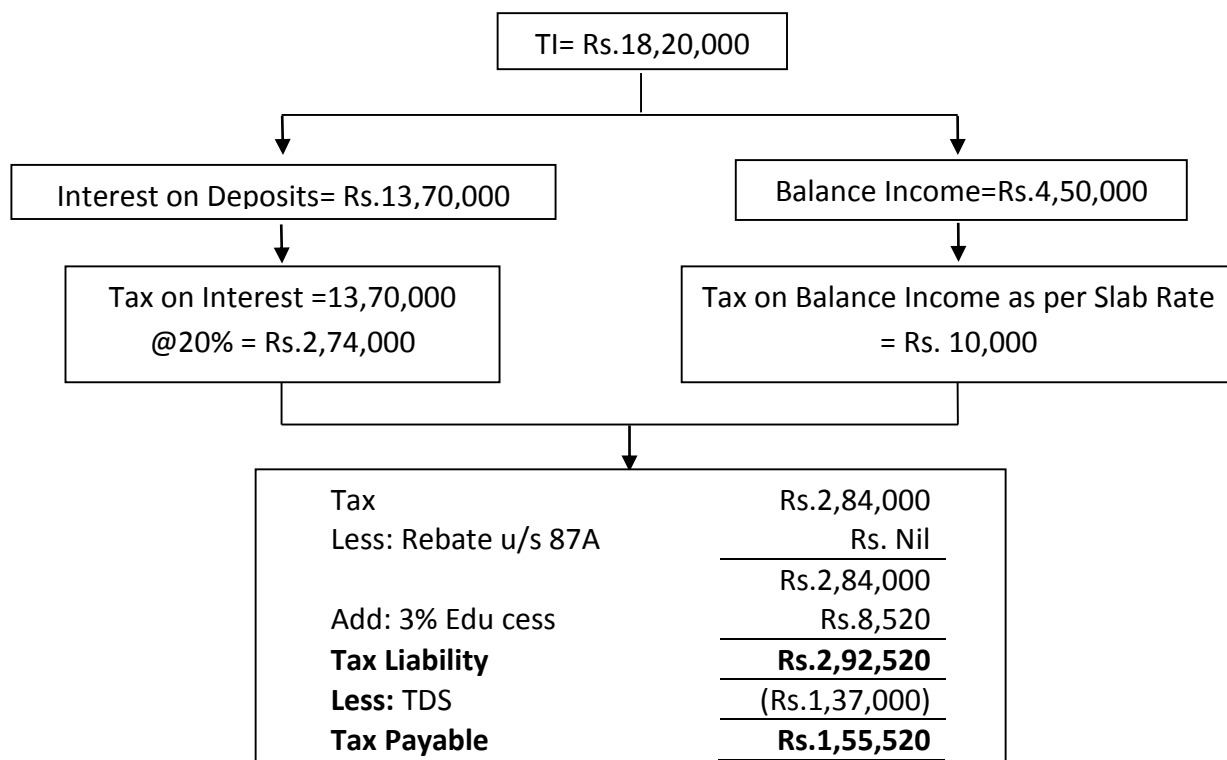 TI= Rs.18,20,000
Interest on Deposits= Rs.13,70,000
Balance Income=Rs.4,50,000
Tax on Interest =13,70,000
@20% = Rs.2,74,000
Tax on Balance Income as per Slab Rate
= Rs. 10,000
Tax Rs.2,84,000
Less: Rebate u/s 87A Rs. Nil
Rs.2,84,000
Add: 3% Edu cess Rs.8,520
Tax Liability Rs.2,92,520
Less: TDS (Rs.1,37,000)
Tax Payable Rs.1,55,520